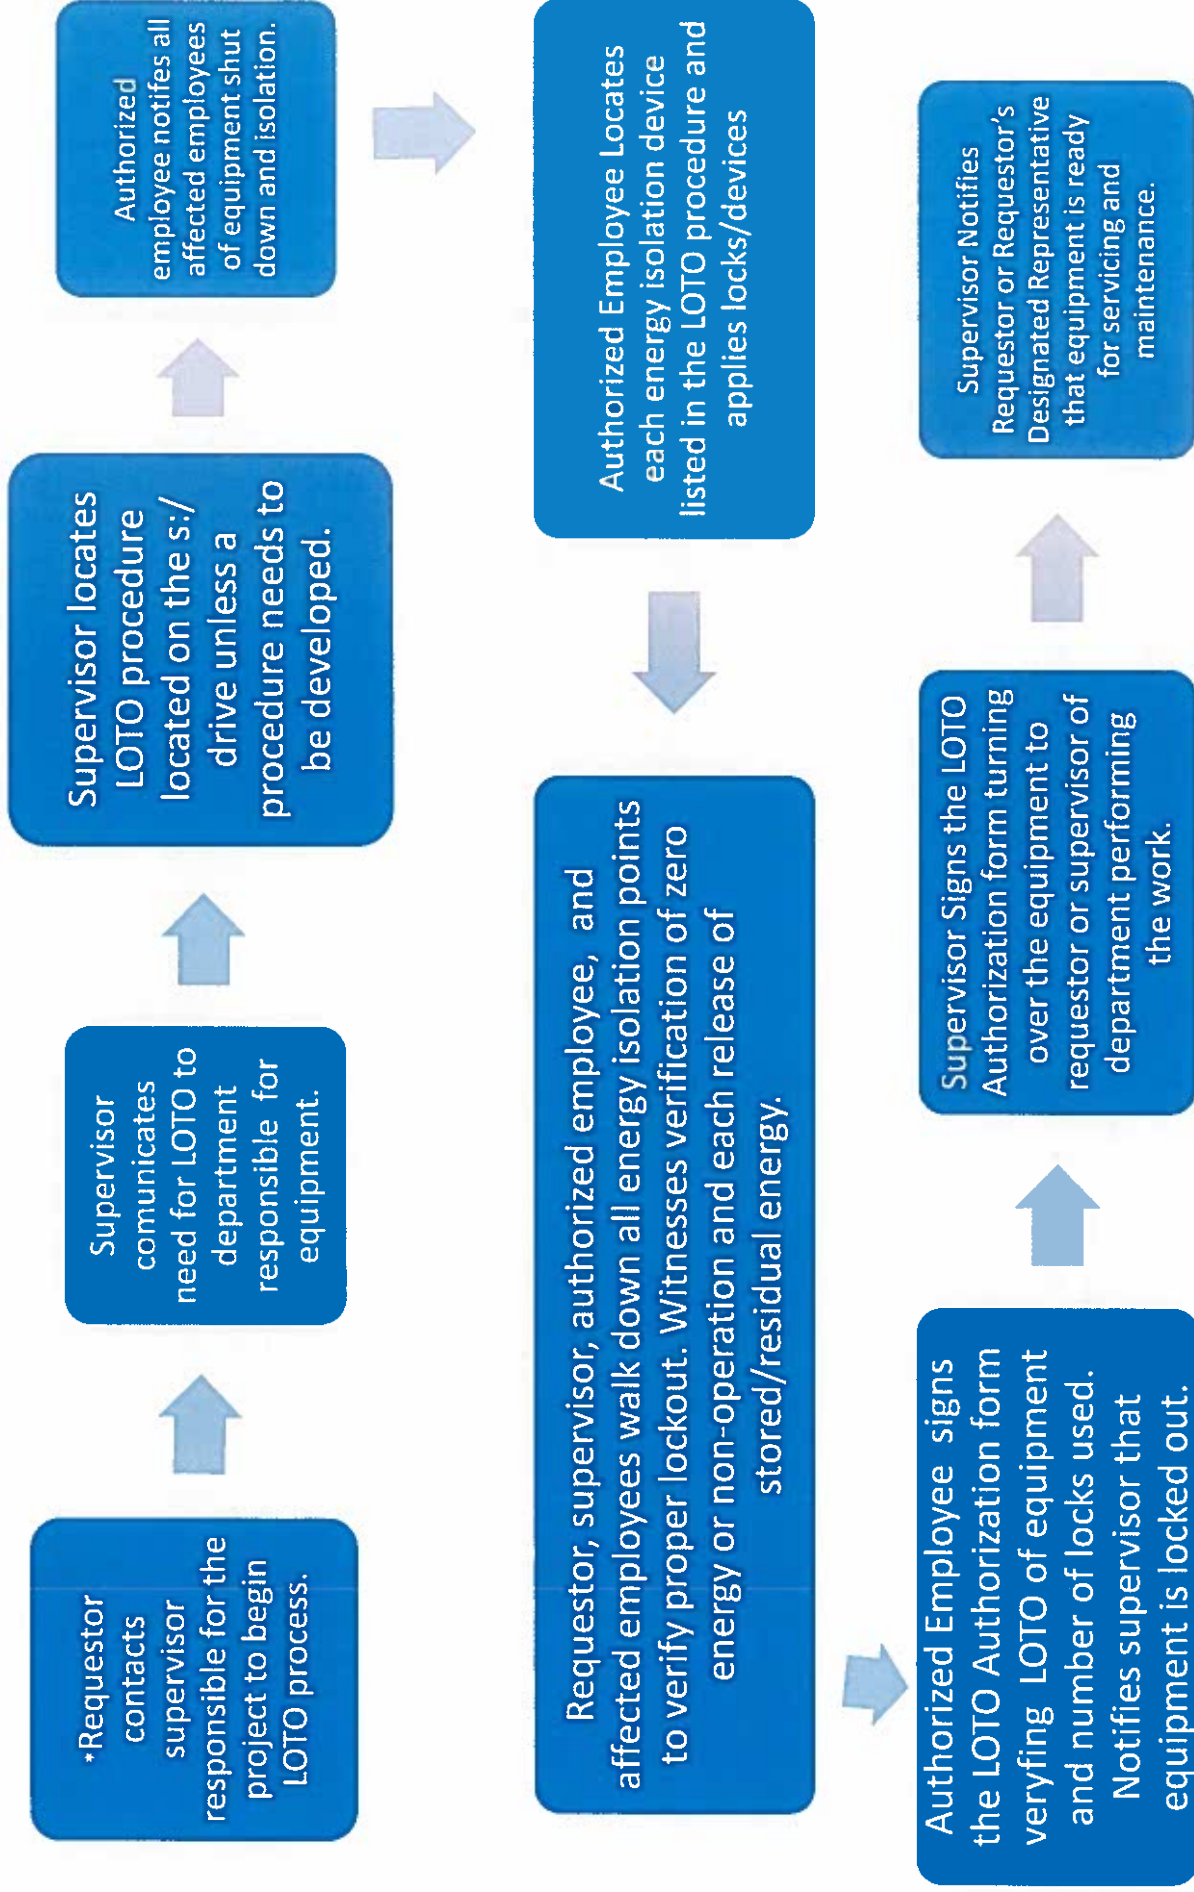 *Requestor
contacts
supervisor
responsible for the
project to begin
LOTO process.
Supervisor
comunicates
need for LOTO to
department
responsible for
equipment.
Supervisor locates
LOTO procedure
located on the s:/
drive unless a
procedure needs to
be developed.
Authorized
employee notifes all
affected employees
of equipment shut
down and isolation.
Authorized Employee Locates
each energy isolation device
listed in the LOTO procedure and
applies locks/devices
Requestor, supervisor, authorized employee, and
affected employees walk down all energy isolation points
to verify proper lockout. Witnesses verification of zero
energy or non-operation and each release of
stored/residual energy.
Authorized Employee signs
the LOTO Authorization form
veryfing LOTO of equipment
and number of locks used.
Notifies supervisor that
equipment is locked out.
Supervisor Signs the LOTO
Authorization form turning
over the equipment to
requestor or supervisor of
department performing
the work.
Supervisor Notifies
Requestor or Requestor's
Designated Representative
that equipment is ready
for servicing and
maintenance.